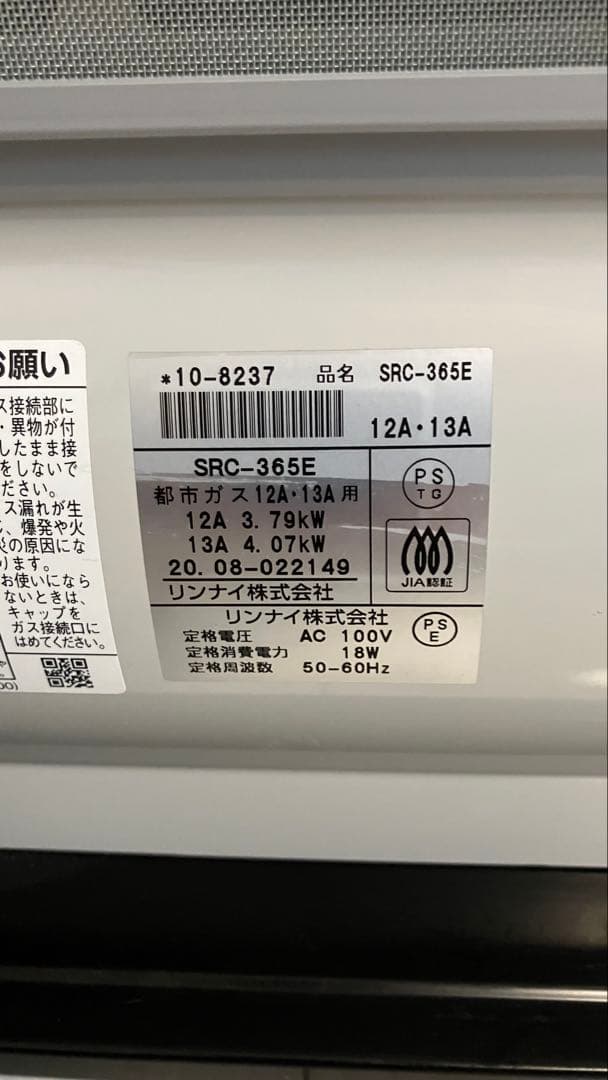 お願い
ス接続部に
・異物が付
したまま接
をしないで
ださい。
ス漏れが生
、爆発や火
災の原因にな
ります。
お使いになら
ないときは、
キャップを
ガス接続口に
はめてください。
*10-8237 品名 SRC-365E
12A・13A
SRC-365E
都市ガス12A・13A用
12A 3.79kW
13A 4.07kW
20.08-022149
リンナイ株式会社
PS
TG
JIA認証
リンナイ株式会社
定格電圧 AC 100V
定格消費電力 18W
定格周波数 50-60Hz
PS
E